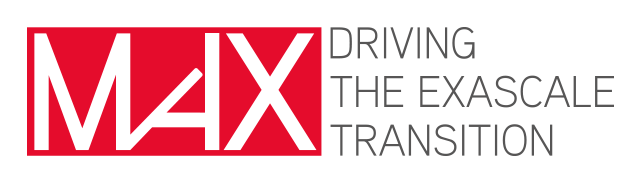 MAX
DRIVING
THE EXASCALE
TRANSITION